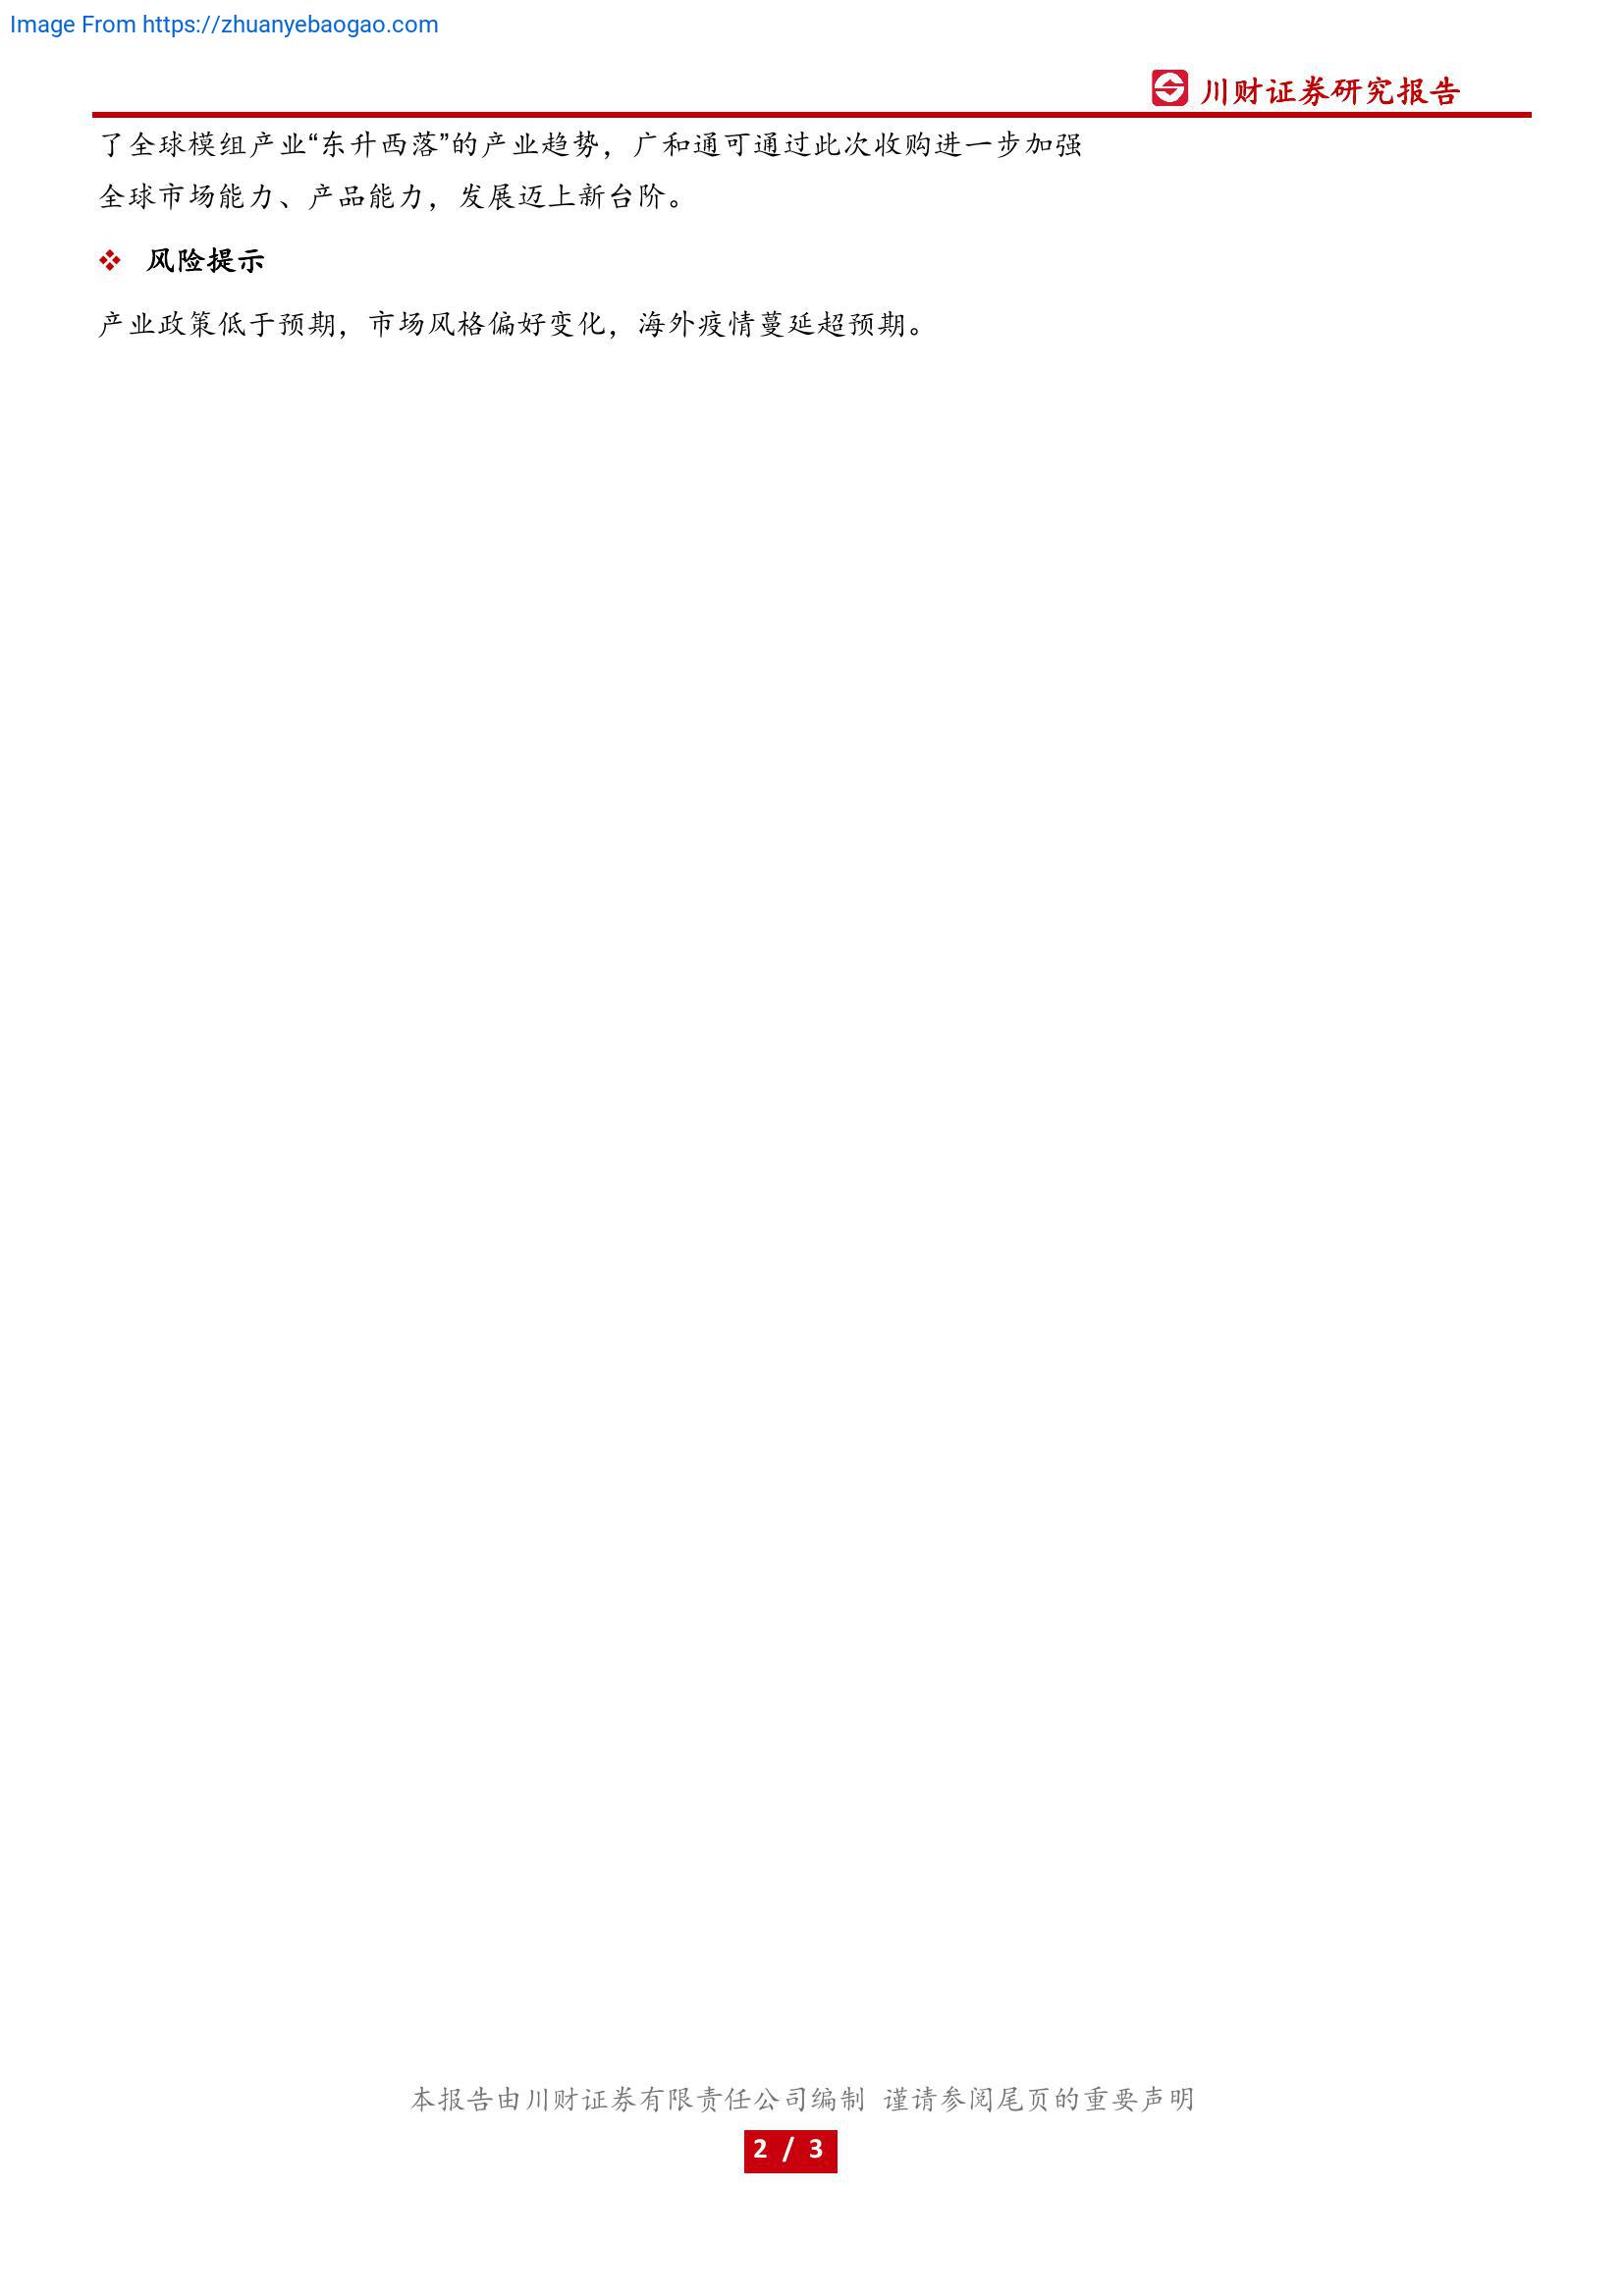 Image From https://zhuanyebaogao.com
川财证券研究报告
了全球模组产业“东升西落”的产业趋势，广和通可通过此次收购进一步加强
全球市场能力、产品能力，发展迈上新台阶。
❖ 风险提示
产业政策低于预期，市场风格偏好变化，海外疫情蔓延超预期。
本报告由川财证券有限责任公司编制 谨请参阅尾页的重要声明
2 / 3